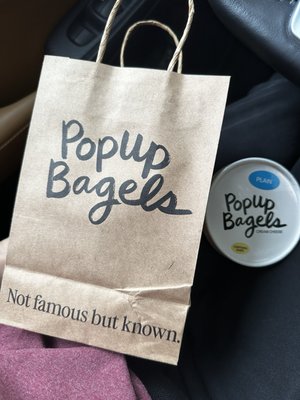 PopUp
Bagels
Not famous but known.
PLAIN
PopUp
Bagels
CREAM CHEESE